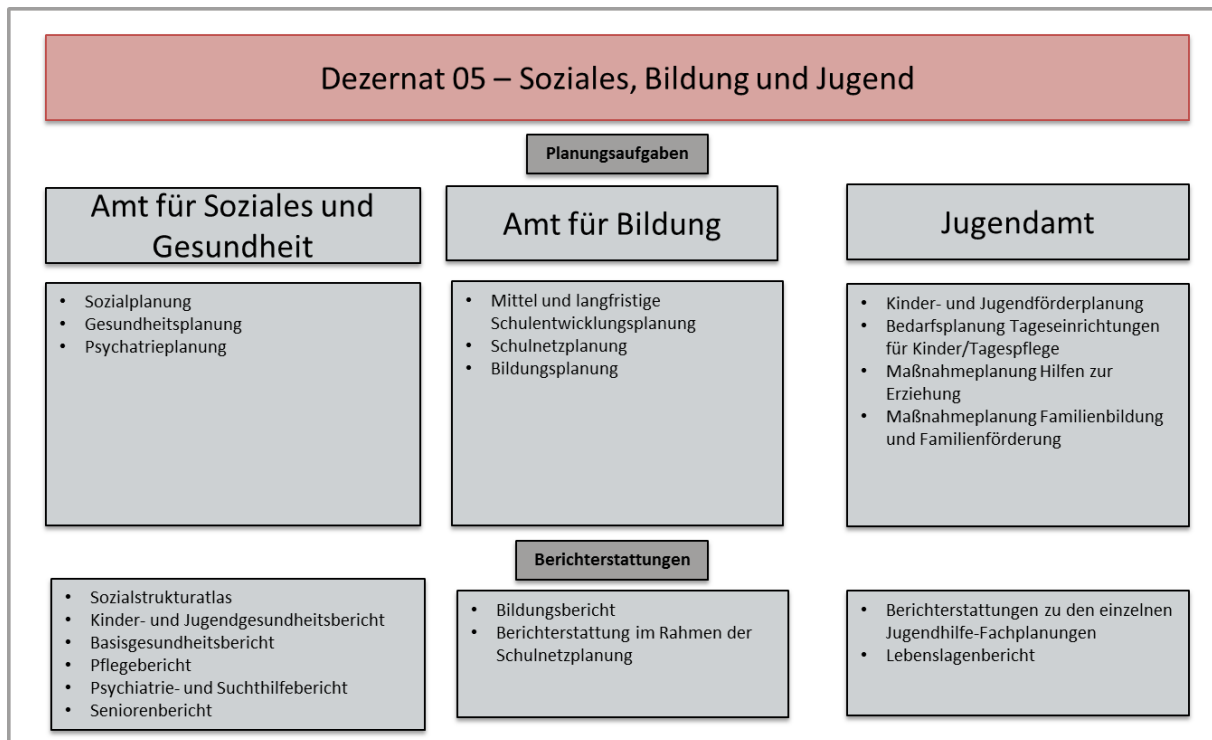 Dezernat 05 – Soziales, Bildung und Jugend
Planungsaufgaben
Amt für Soziales und
Gesundheit
Amt für Bildung
Jugendamt
• Sozialplanung
• Gesundheitsplanung
• Psychatrieplanung
• Mittel und langfristige
Schulentwicklungsplanung
• Schulnetzplanung
• Bildungsplanung
• Kinder- und Jugendförderplanung
• Bedarfsplanung Tageseinrichtungen
für Kinder/Tagespflege
• Maßnahmeplanung Hilfen zur
Erziehung
• Maßnahmeplanung Familienbildung
und Familienförderung
Berichterstattungen
• Sozialstrukturatlas
• Kinder- und Jugendgesundheitsbericht
• Basisgesundheitsbericht
• Pflegebericht
• Psychiatrie- und Suchthilfebericht
• Seniorenbericht
• Bildungsbericht
• Berichterstattung im Rahmen der
Schulnetzplanung
• Berichterstattungen zu den einzelnen
Jugendhilfe-Fachplanungen
• Lebenslagenbericht